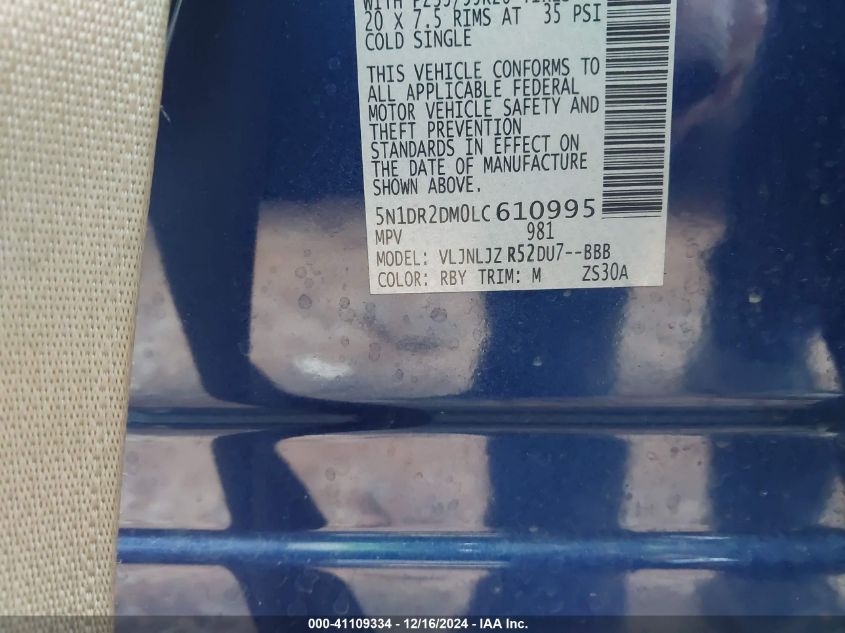 20 X 7.5 RIMS AT 35 PSI
COLD SINGLE
THIS VEHICLE CONFORMS TO
ALL APPLICABLE FEDERAL
MOTOR VEHICLE SAFETY AND
THEFT PREVENTION
STANDARDS IN EFFECT ON
THE DATE OF MANUFACTURE
SHOWN ABOVE.
5N1DR2DM0LC610995
MPV 981
MODEL: VLJNLJZ R52DU7--BBB
COLOR: RBY TRIM: M ZS30A
000-41109334 - 12/16/2024 - IAA Inc.